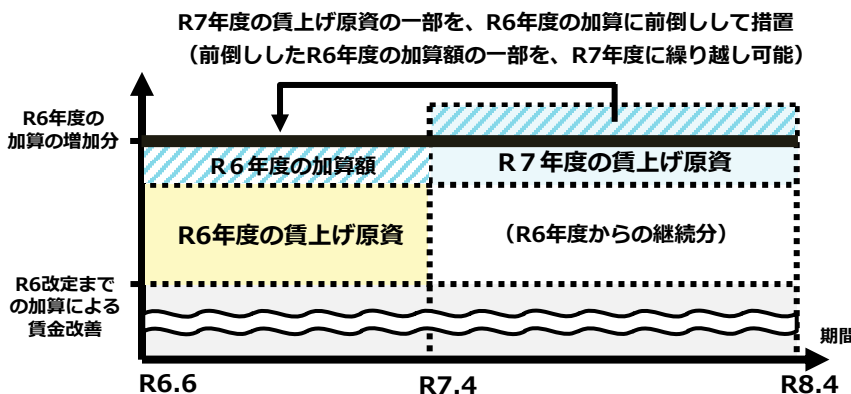 R7年度の賃上げ原資の一部を、R6年度の加算に前倒しして措置
（前倒ししたR6年度の加算額の一部を、R7年度に繰り越し可能）
R6年度の
加算の増加分
R６年度の加算額
R７年度の賃上げ原資
R6年度の賃上げ原資
（R6年度からの継続分）
R6改定まで
の加算による
賃金改善
期間
R6.6
R7.4
R8.4